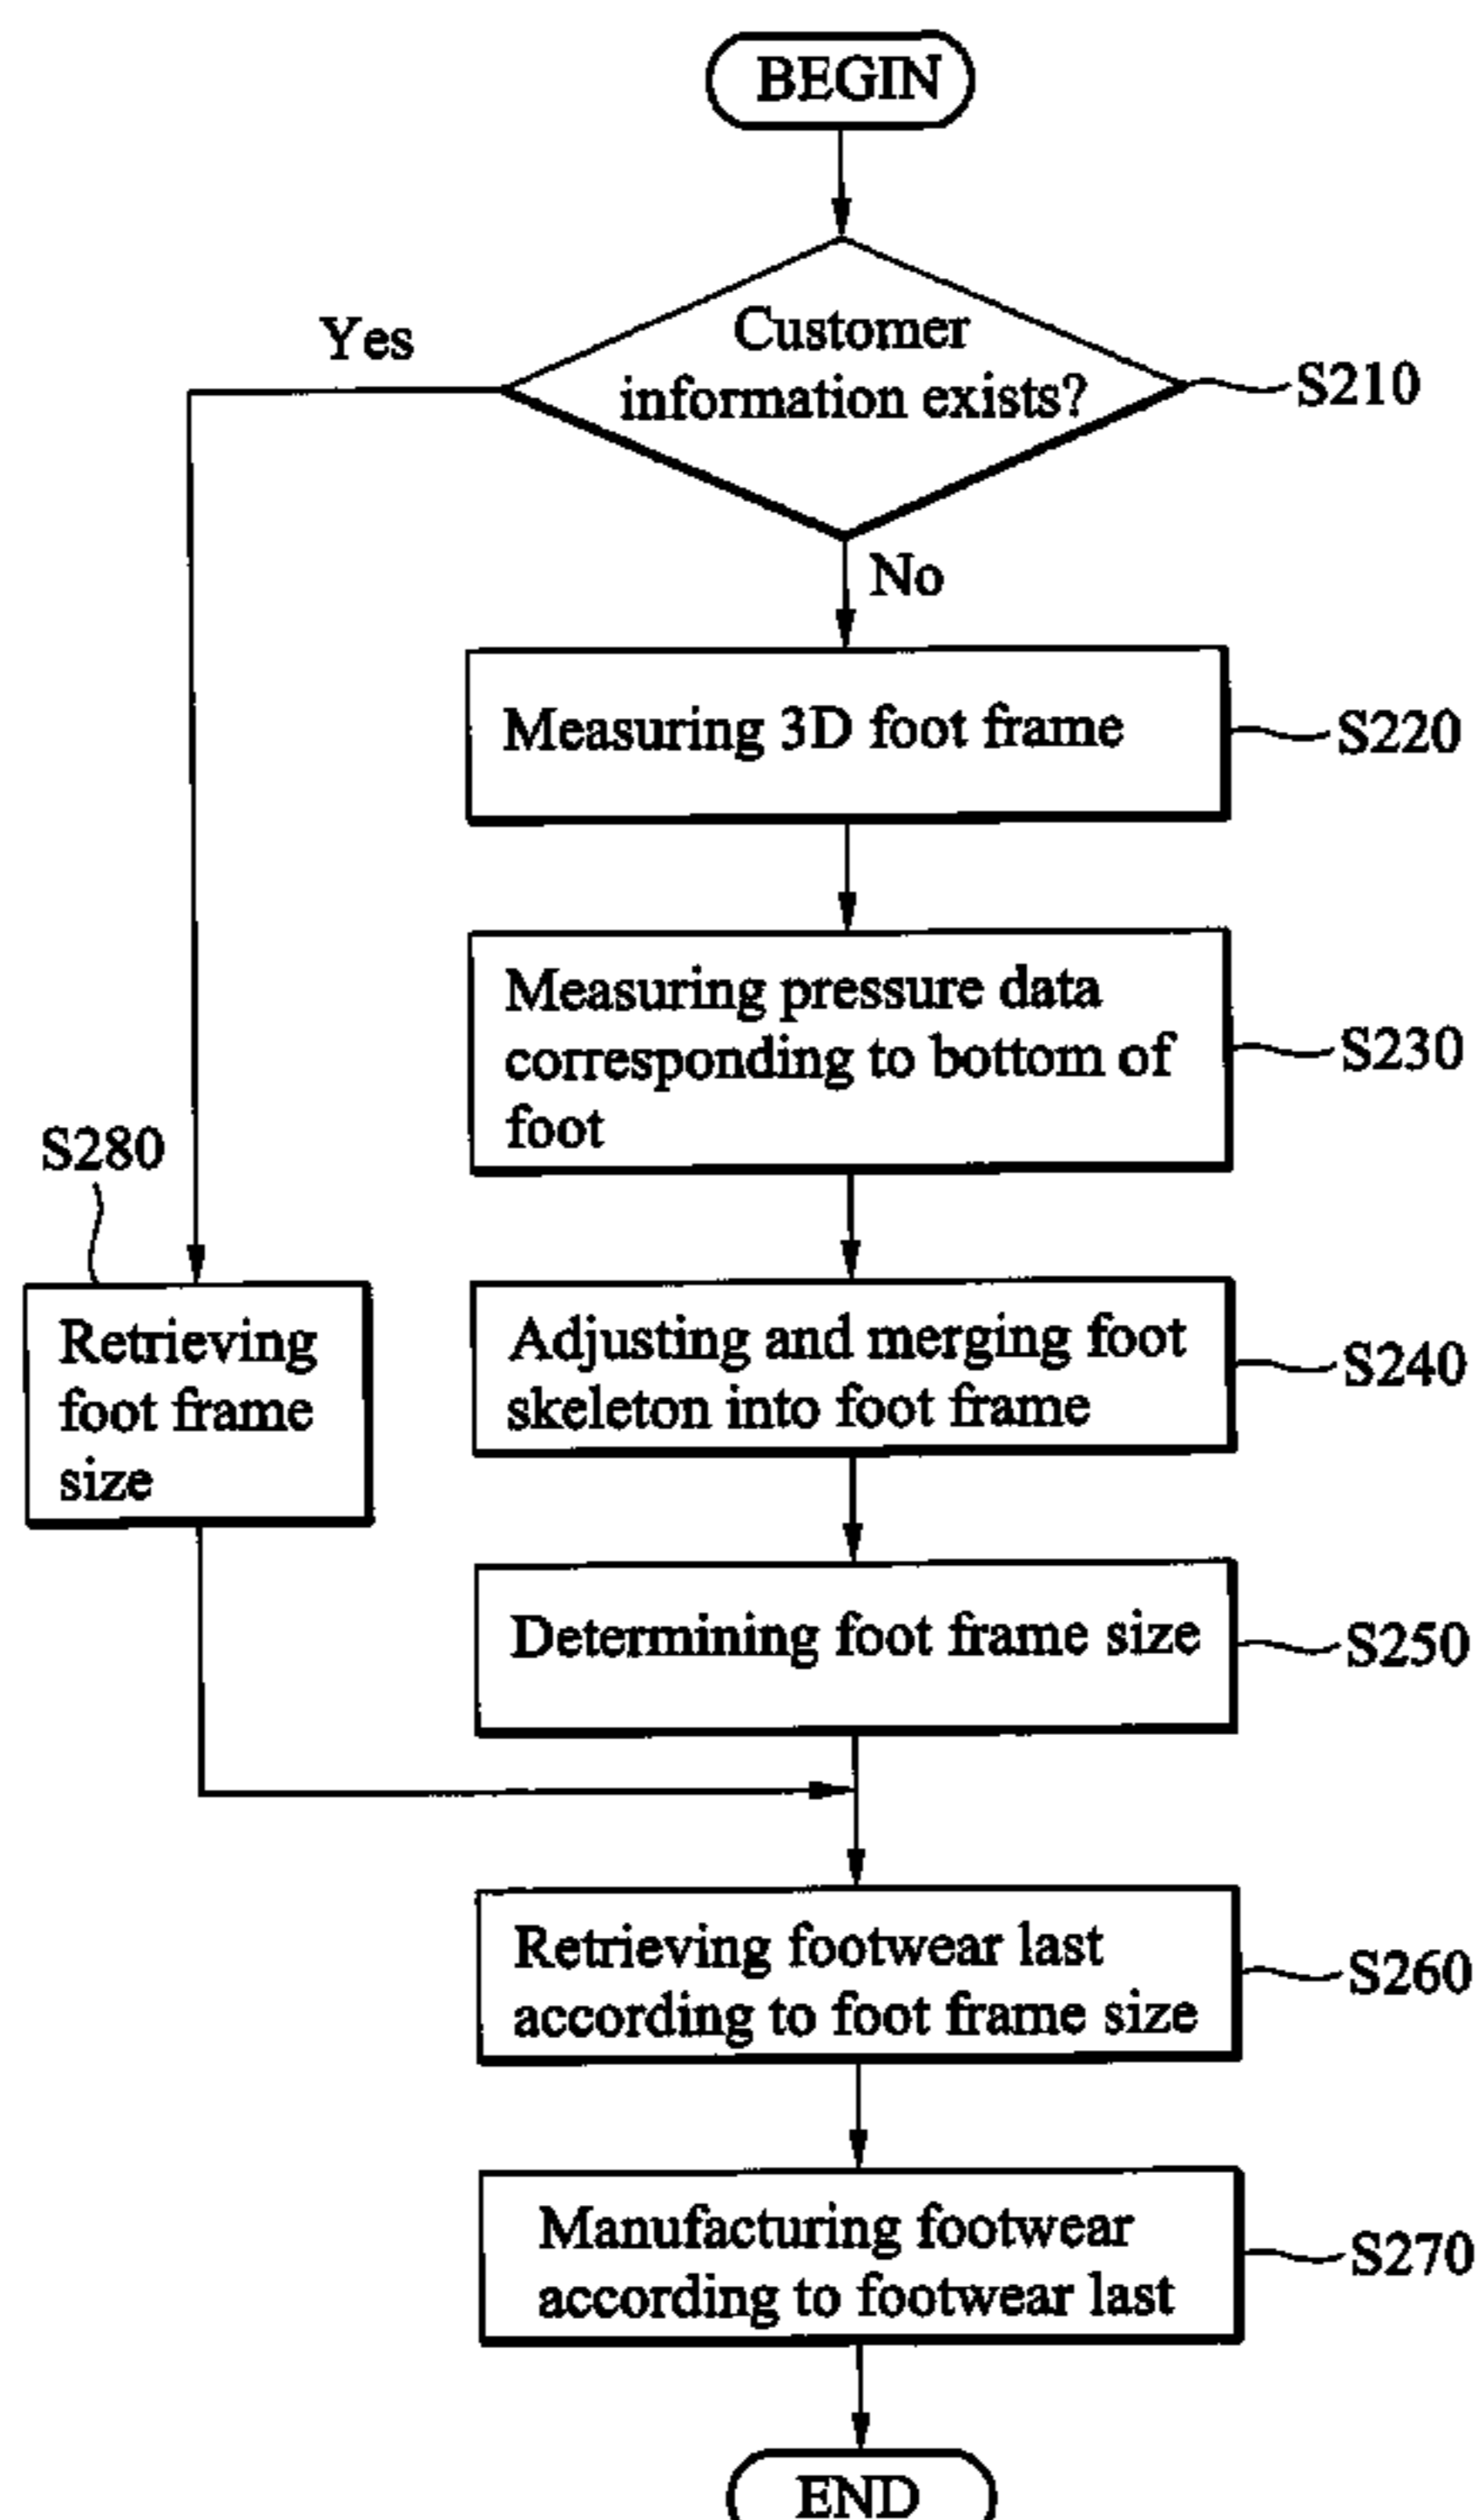 BEGIN
Customer
information exists?
Yes
S210
No
Measuring 3D foot frame
S220
Measuring pressure data
corresponding to bottom of
foot
S230
S280
Retrieving
foot frame
size
Adjusting and merging foot
skeleton into foot frame
S240
Determining foot frame size
S250
Retrieving footwear last
according to foot frame size
S260
Manufacturing footwear
according to footwear last
S270
END